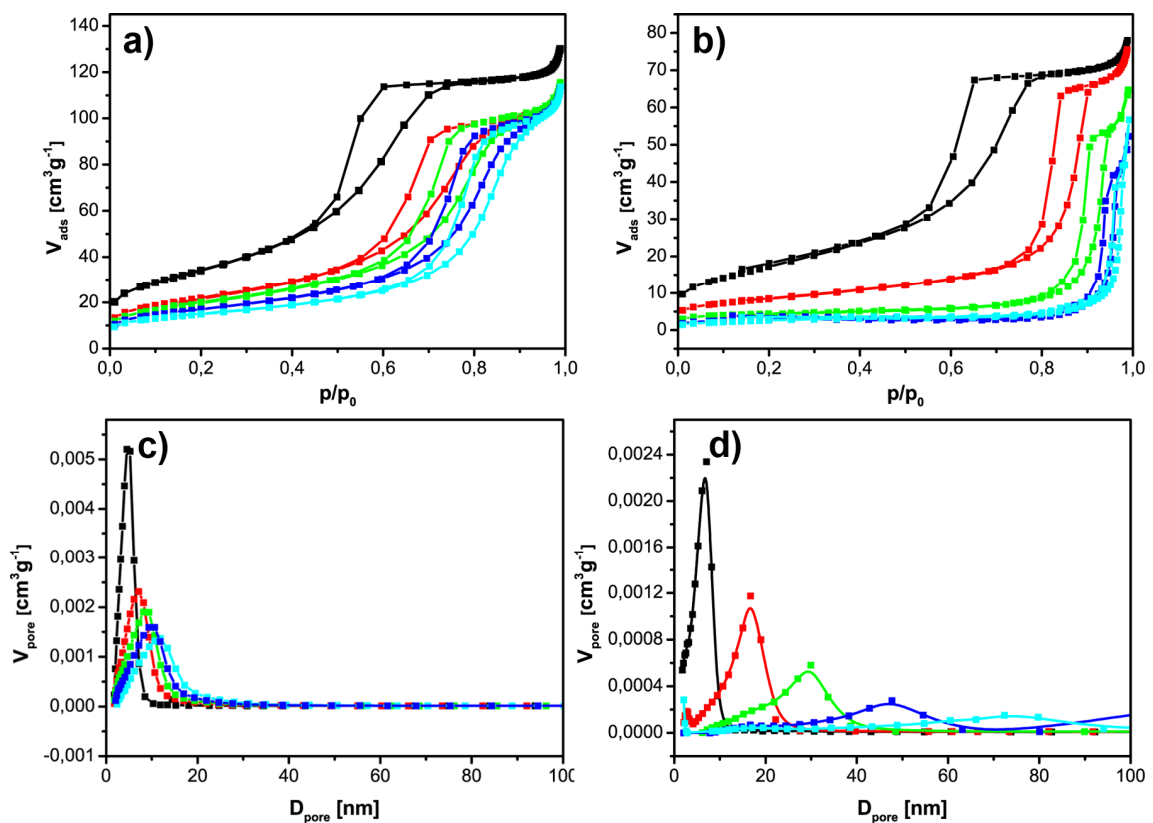 a)
140
120
100
80
60
40
20
0
V_ads [cm³g⁻¹]
0,0 0,2 0,4 0,6 0,8 1,0
p/p₀
b)
80
70
60
50
40
30
20
10
0
V_ads [cm³g⁻¹]
0,0 0,2 0,4 0,6 0,8 1,0
p/p₀
c)
0,005
0,004
0,003
0,002
0,001
0,000
-0,001
V_pore [cm³g⁻¹]
0 20 40 60 80 100
D_pore [nm]
d)
0,0024
0,0020
0,0016
0,0012
0,0008
0,0004
0,0000
V_pore [cm³g⁻¹]
0 20 40 60 80 100
D_pore [nm]